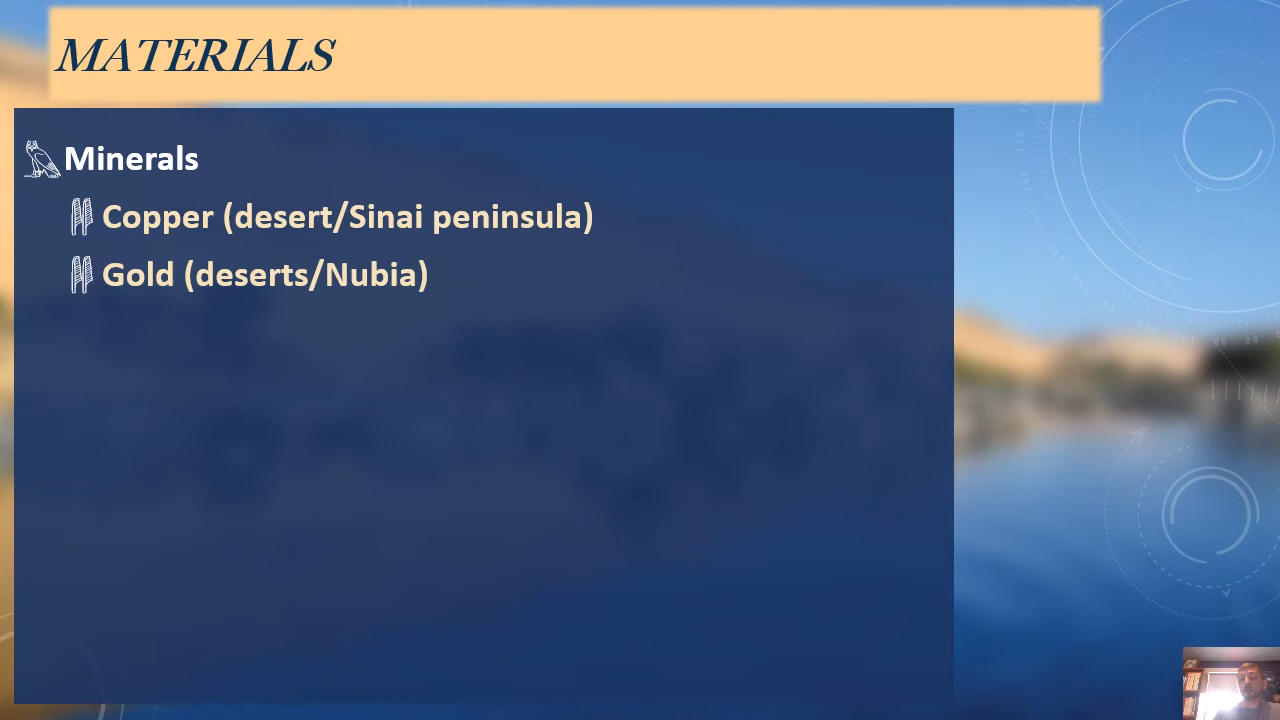 MATERIALS
𓅓 Minerals
𓇌 Copper (desert/Sinai peninsula)
𓇌 Gold (deserts/Nubia)